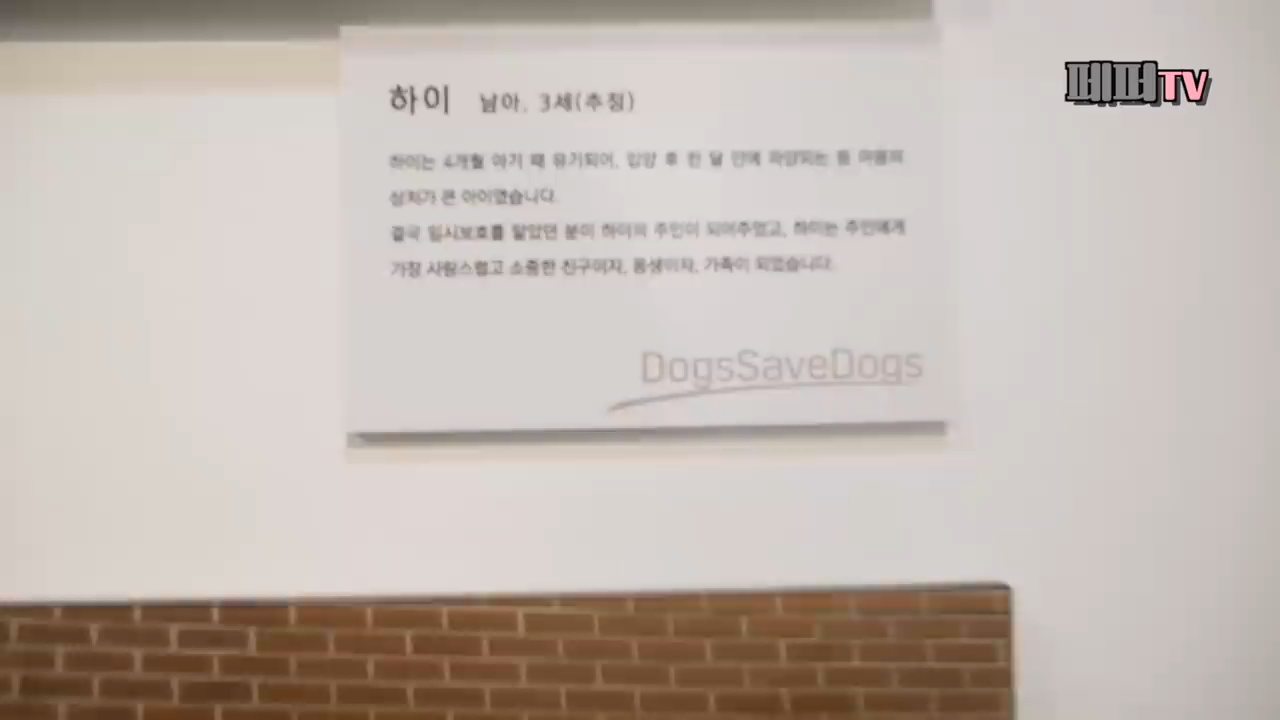 페퍼TV
하이 남아, 3세(추정)
하이는 4개월 아기 때 유기되어, 입양 후 한 달 만에 파양되는 등 마음의
상처가 큰 아이였습니다.
결국 임시보호를 맡았던 분이 하이의 주인이 되어주었고, 하이는 주인에게
가장 사랑스럽고 소중한 친구이자, 동생이자, 가족이 되었습니다.
DogsSaveDogs